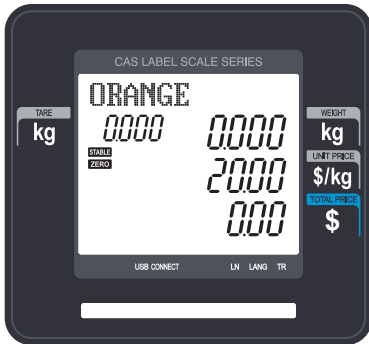 CAS LABEL SCALE SERIES
ORANGE
TARE
kg
0.000
0.000
WEIGHT
kg
STABLE
ZERO
20.00
UNIT PRICE
$/kg
0.00
TOTAL PRICE
$
USB CONNECT LN LANG TR